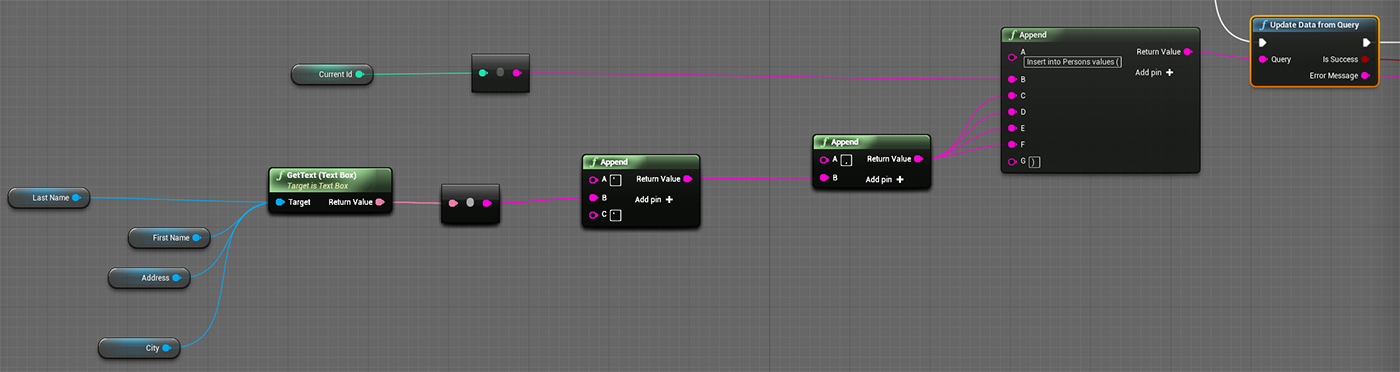 Update Data from Query
Append
A
Return Value
Insert into Persons values (
Query
Is Success
Add pin
Current Id
Error Message
B
C
D
E
F
G )
Append
A , Return Value
B Add pin
Append
A ' Return Value
B Add pin
C '
GetText (Text Box)
Target is Text Box
Target Return Value
Last Name
First Name
Address
City